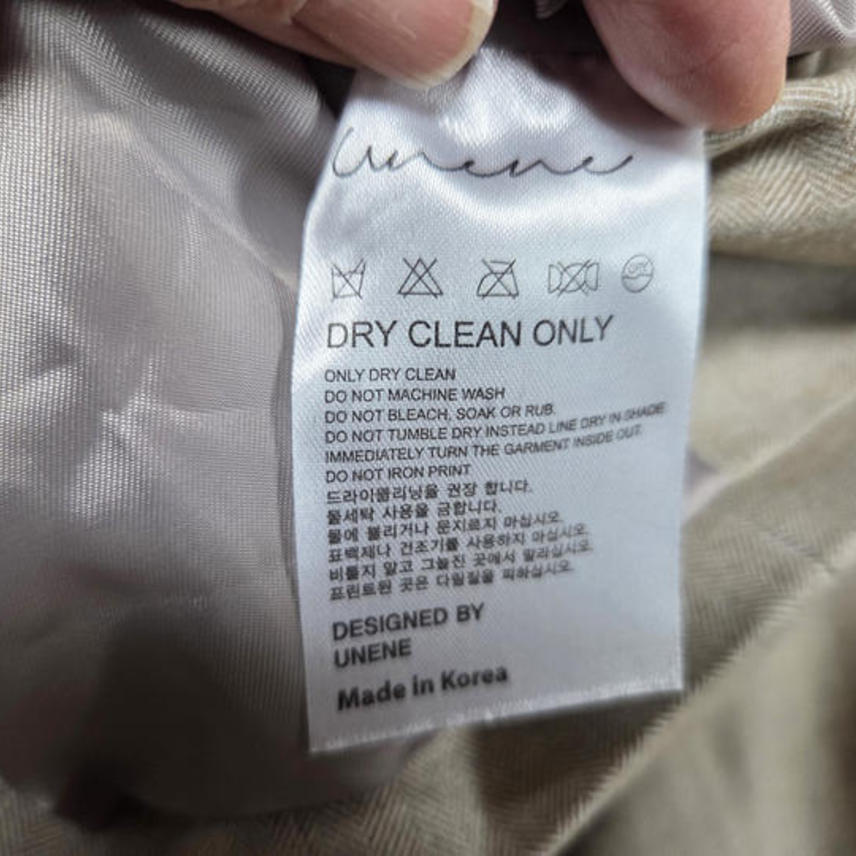 unene
DRY CLEAN ONLY
ONLY DRY CLEAN
DO NOT MACHINE WASH
DO NOT BLEACH, SOAK OR RUB.
DO NOT TUMBLE DRY INSTEAD LINE DRY IN SHADE
IMMEDIATELY TURN THE GARMENT INSIDE OUT.
DO NOT IRON PRINT
드라이클리닝을 권장 합니다.
물세탁 사용을 금합니다.
물에 불리거나 문지르지 마십시오.
표백제나 건조기를 사용하지 마십시오.
비틀지 말고 그늘진 곳에서 말라십시오.
프린트된 곳은 다림질을 피하십시오.
DESIGNED BY
UNENE
Made in Korea